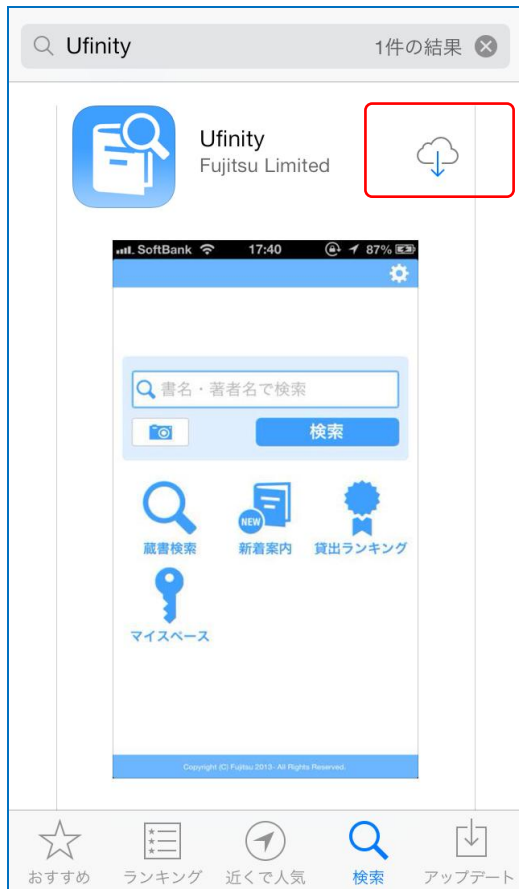 Ufinity 1件の結果
Ufinity
Fujitsu Limited
SoftBank 17:40 87%
書名・著者名で検索
検索
NEW
蔵書検索 新着案内 貸出ランキング
マイスペース
Copyright (C) Fujitsu 2013- All Rights Reserved.
おすすめ ランキング 近くで人気 検索 アップデート